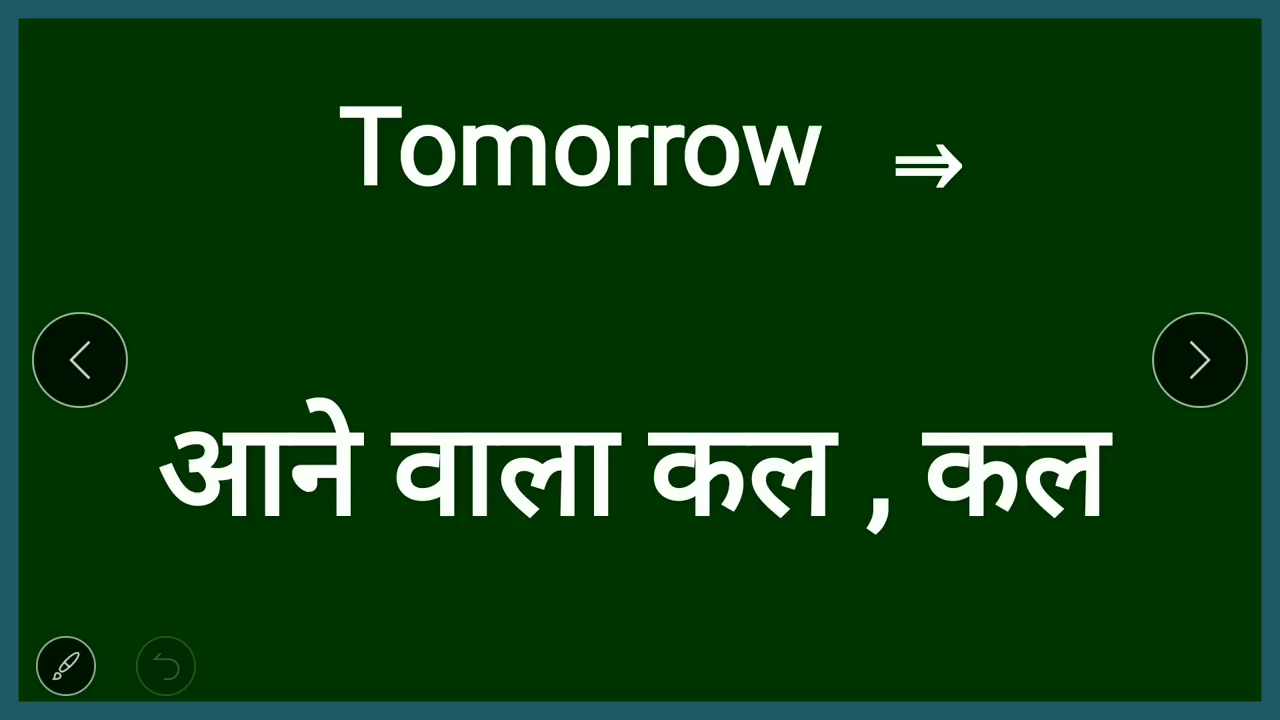 Tomorrow ⇒
आने वाला कल , कल